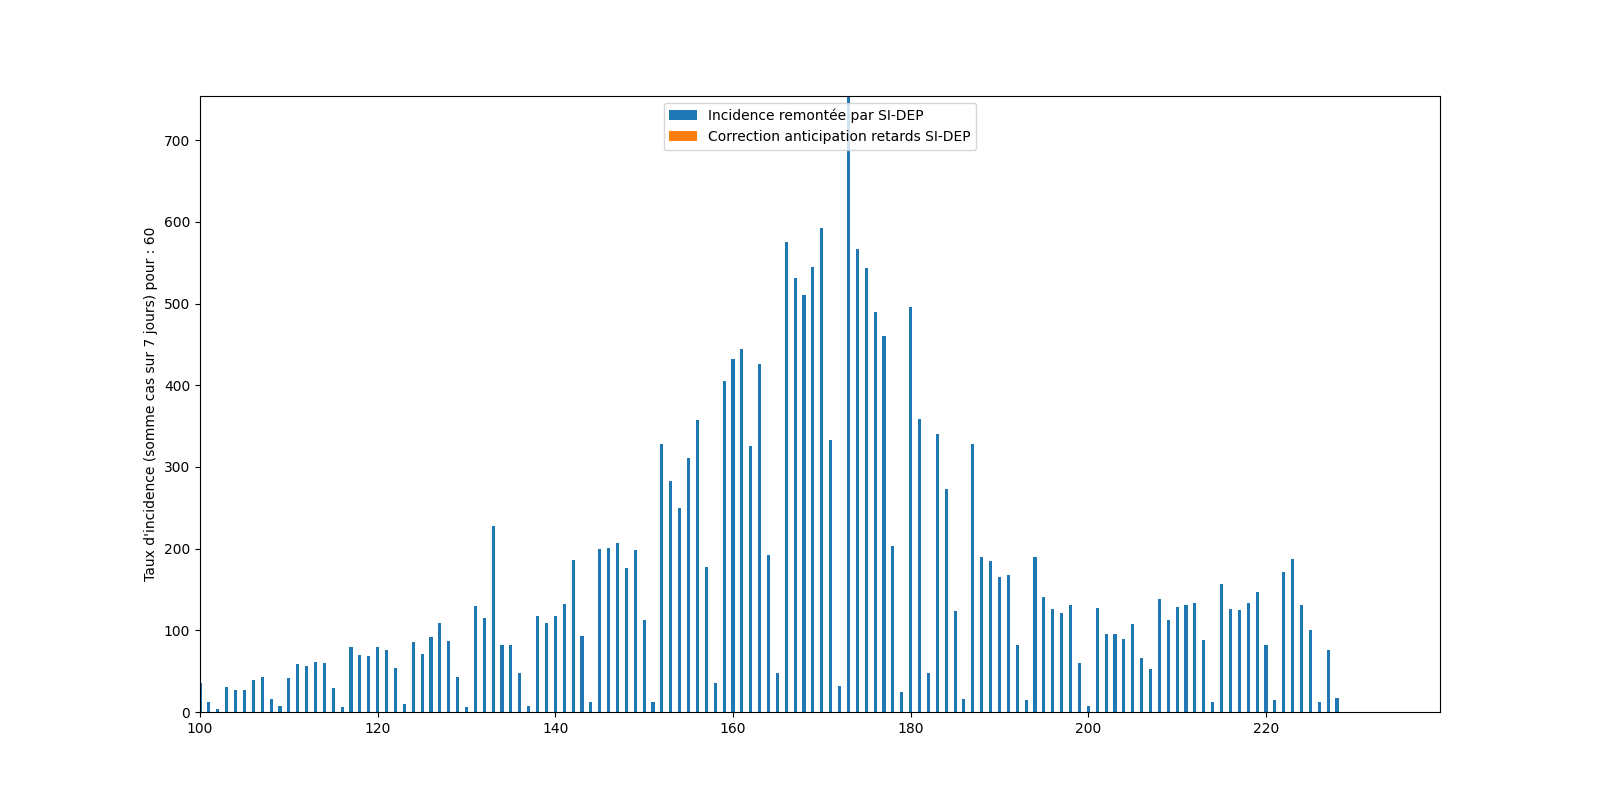 Incidence remontée par SI-DEP
Correction anticipation retards SI-DEP
Taux d'incidence (somme cas sur 7 jours) pour : 60
700
600
500
400
300
200
100
0
100 120 140 160 180 200 220